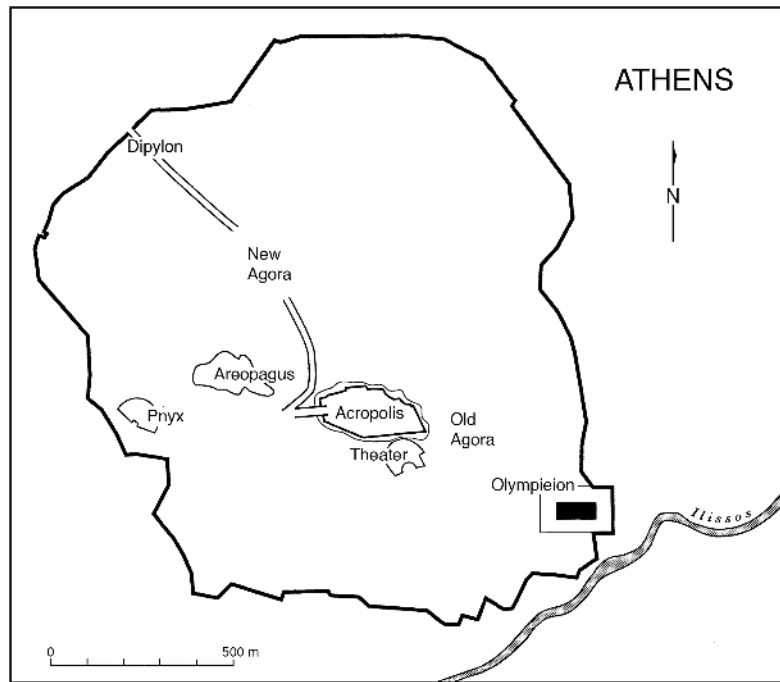 ATHENS
Dipylon
N
New
Agora
Areopagus
Pnyx
Acropolis
Old
Agora
Theater
Olympieion
Ilissos
0 500 m